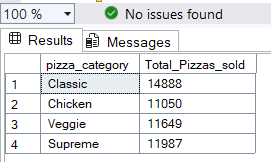 100 % No issues found
Results Messages
pizza_category Total_Pizzas_sold
1 Classic 14888
2 Chicken 11050
3 Veggie 11649
4 Supreme 11987